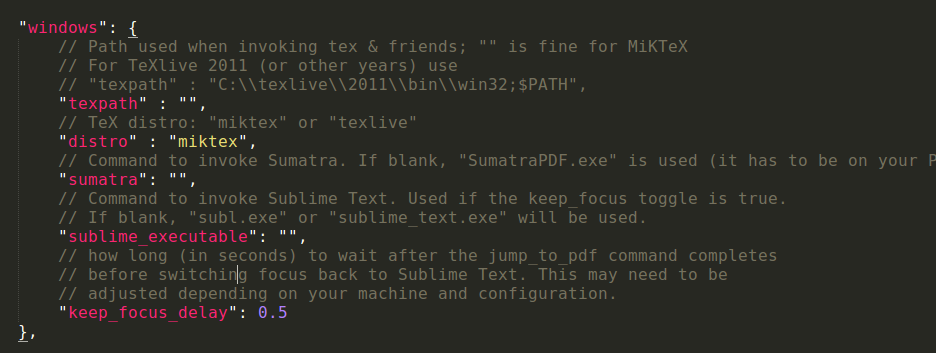 "windows": {
    // Path used when invoking tex & friends; "" is fine for MiKTeX
    // For TeXlive 2011 (or other years) use
    // "texpath" : "C:\\texlive\\2011\\bin\\win32;$PATH",
    "texpath" : "",
    // TeX distro: "miktex" or "texlive"
    "distro" : "miktex",
    // Command to invoke Sumatra. If blank, "SumatraPDF.exe" is used (it has to be on your P
    "sumatra": "",
    // Command to invoke Sublime Text. Used if the keep_focus toggle is true.
    // If blank, "subl.exe" or "sublime_text.exe" will be used.
    "sublime_executable": "",
    // how long (in seconds) to wait after the jump_to_pdf command completes
    // before switching focus back to Sublime Text. This may need to be
    // adjusted depending on your machine and configuration.
    "keep_focus_delay": 0.5
},